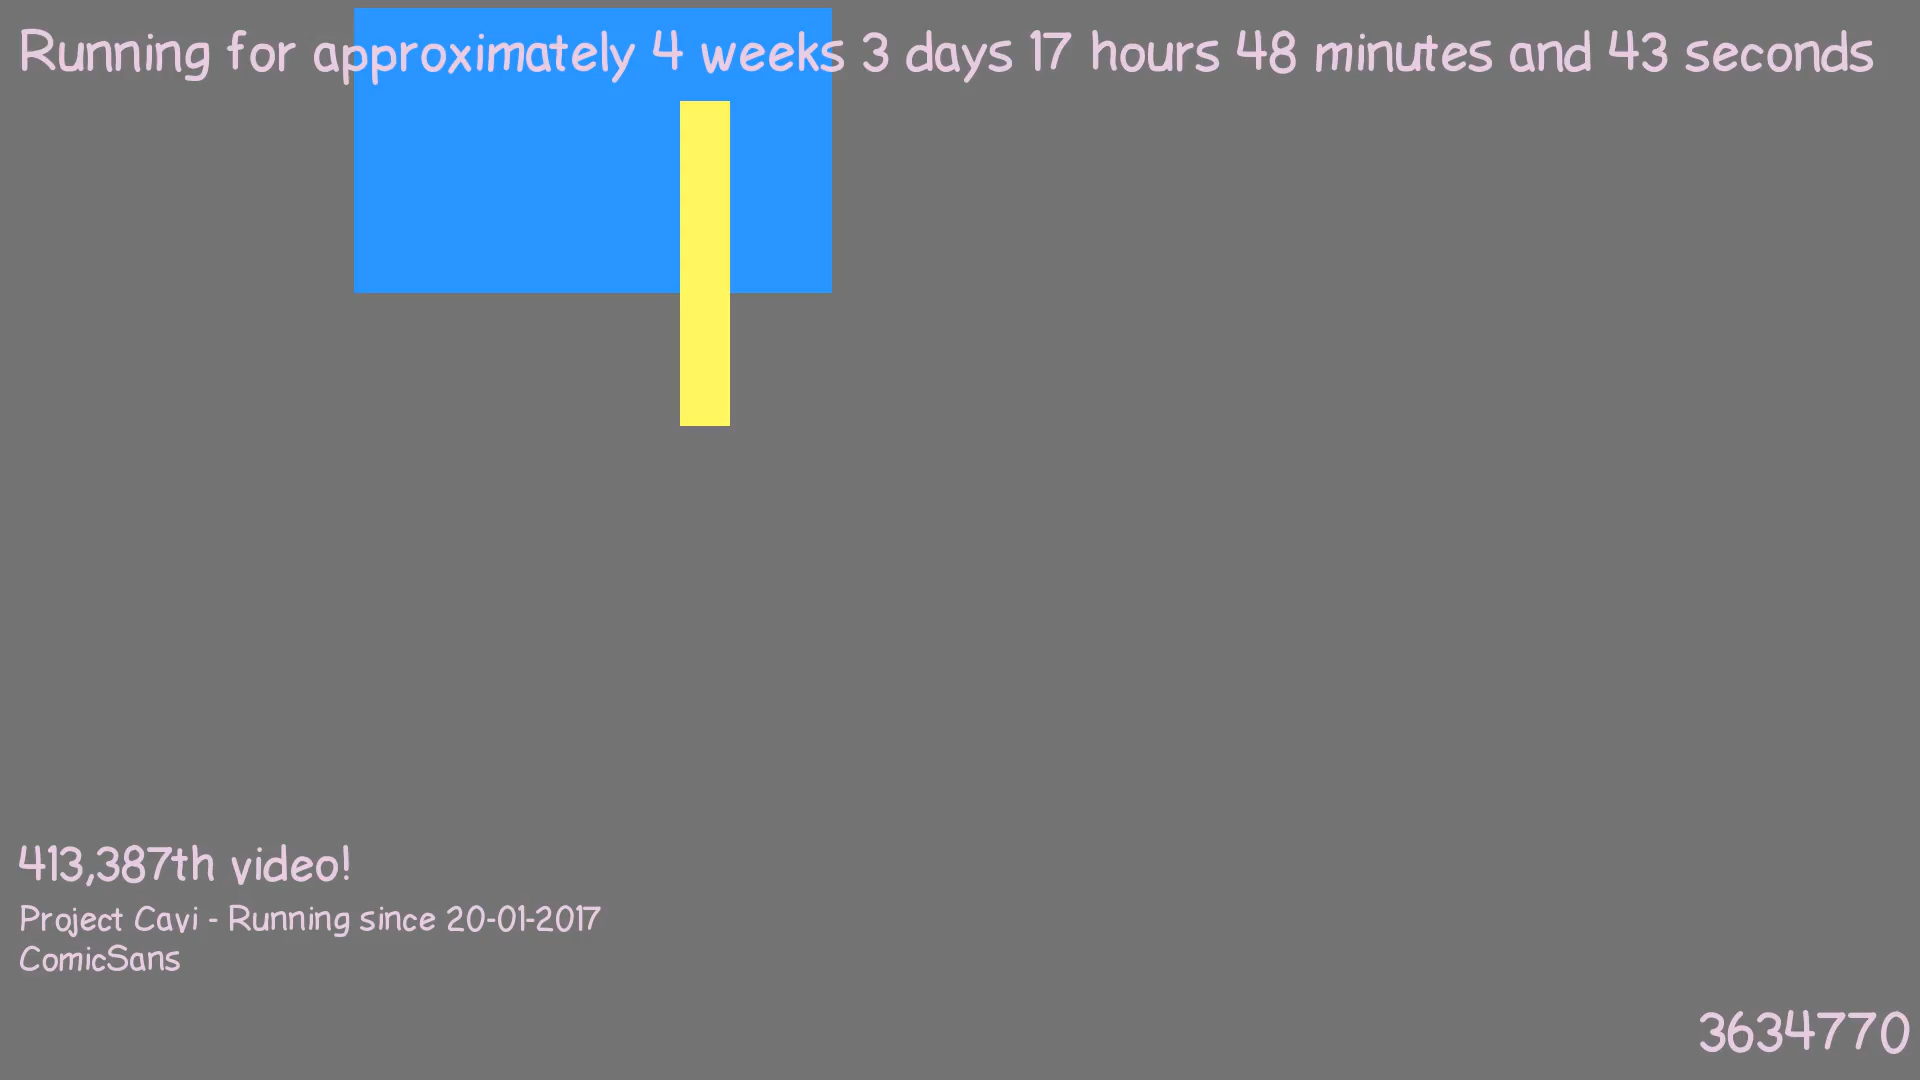 Running for approximately 4 weeks 3 days 17 hours 48 minutes and 43 seconds
413,387th video!
Project Cavi - Running since 20-01-2017
ComicSans
3634770